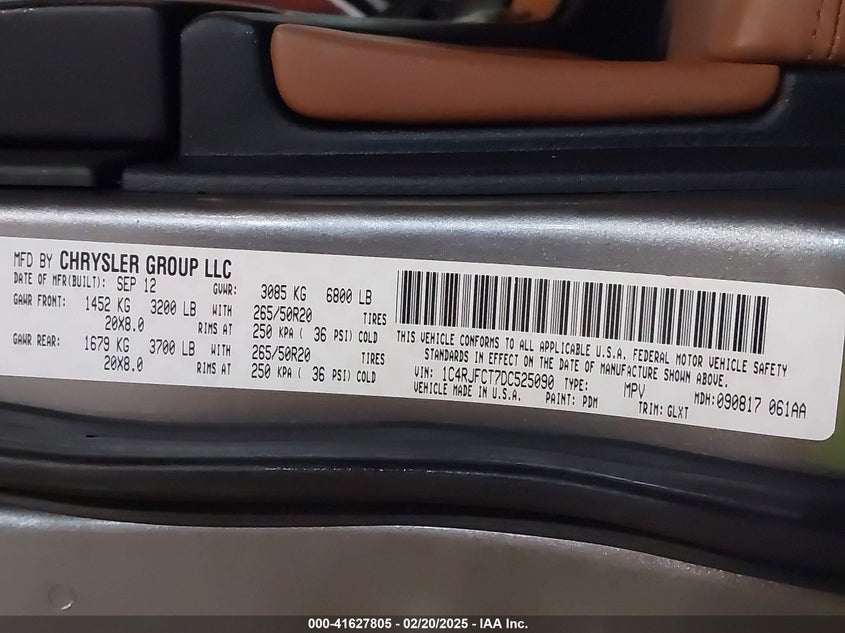 MFD BY CHRYSLER GROUP LLC
DATE OF MFR(BUILT): SEP 12 GVWR: 3085 KG 6800 LB
GAWR FRONT: 1452 KG 3200 LB WITH 265/50R20 TIRES
20X8.0 RIMS AT 250 KPA ( 36 PSI) COLD
GAWR REAR: 1679 KG 3700 LB WITH 265/50R20 TIRES
20X8.0 RIMS AT 250 KPA ( 36 PSI) COLD
THIS VEHICLE CONFORMS TO ALL APPLICABLE U.S.A. FEDERAL MOTOR VEHICLE SAFETY
STANDARDS IN EFFECT ON THE DATE OF MANUFACTURE SHOWN ABOVE.
VIN: 1C4RJFCT7DC525090 TYPE: MPV MDH:090817 061AA
VEHICLE MADE IN U.S.A. PAINT: PDM TRIM: GLXT
000-41627805 - 02/20/2025 - IAA Inc.